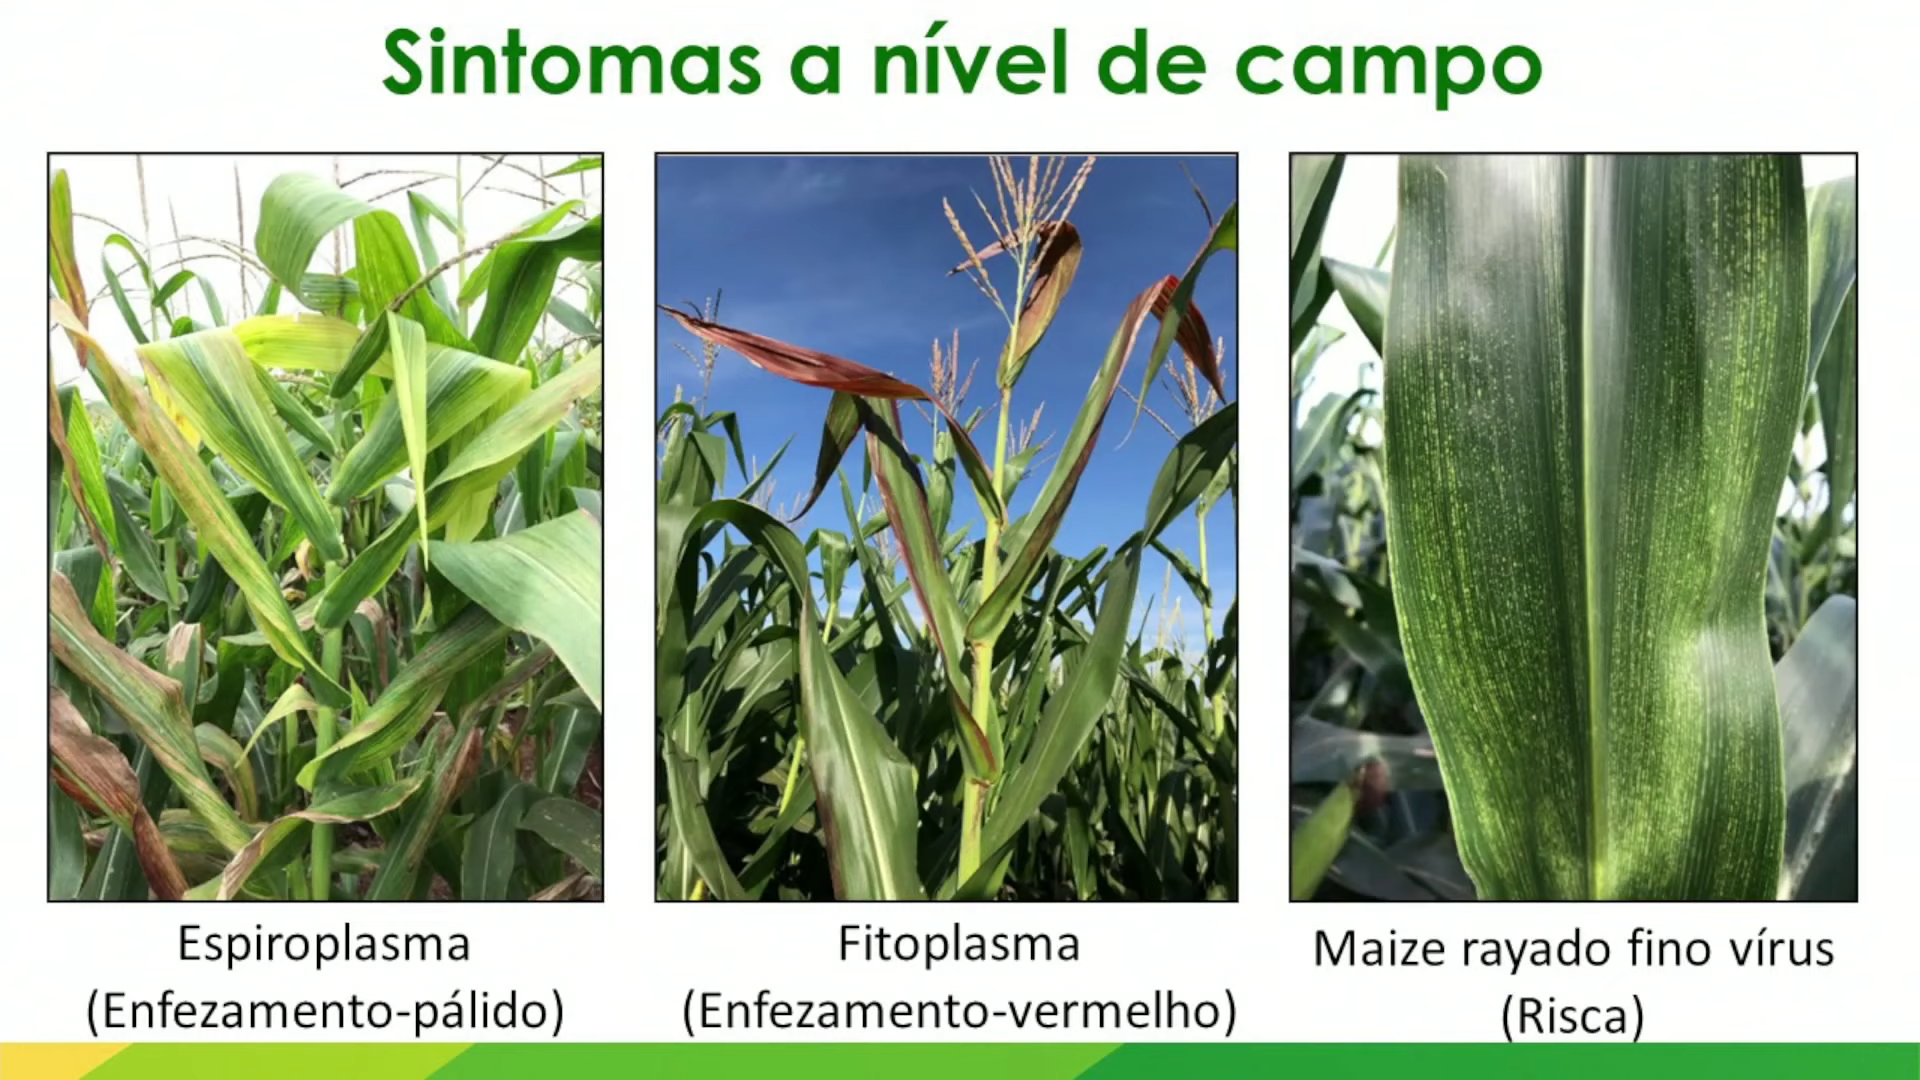 Sintomas a nível de campo
Espiroplasma
(Enfezamento-pálido)
Fitoplasma
(Enfezamento-vermelho)
Maize rayado fino vírus
(Risca)